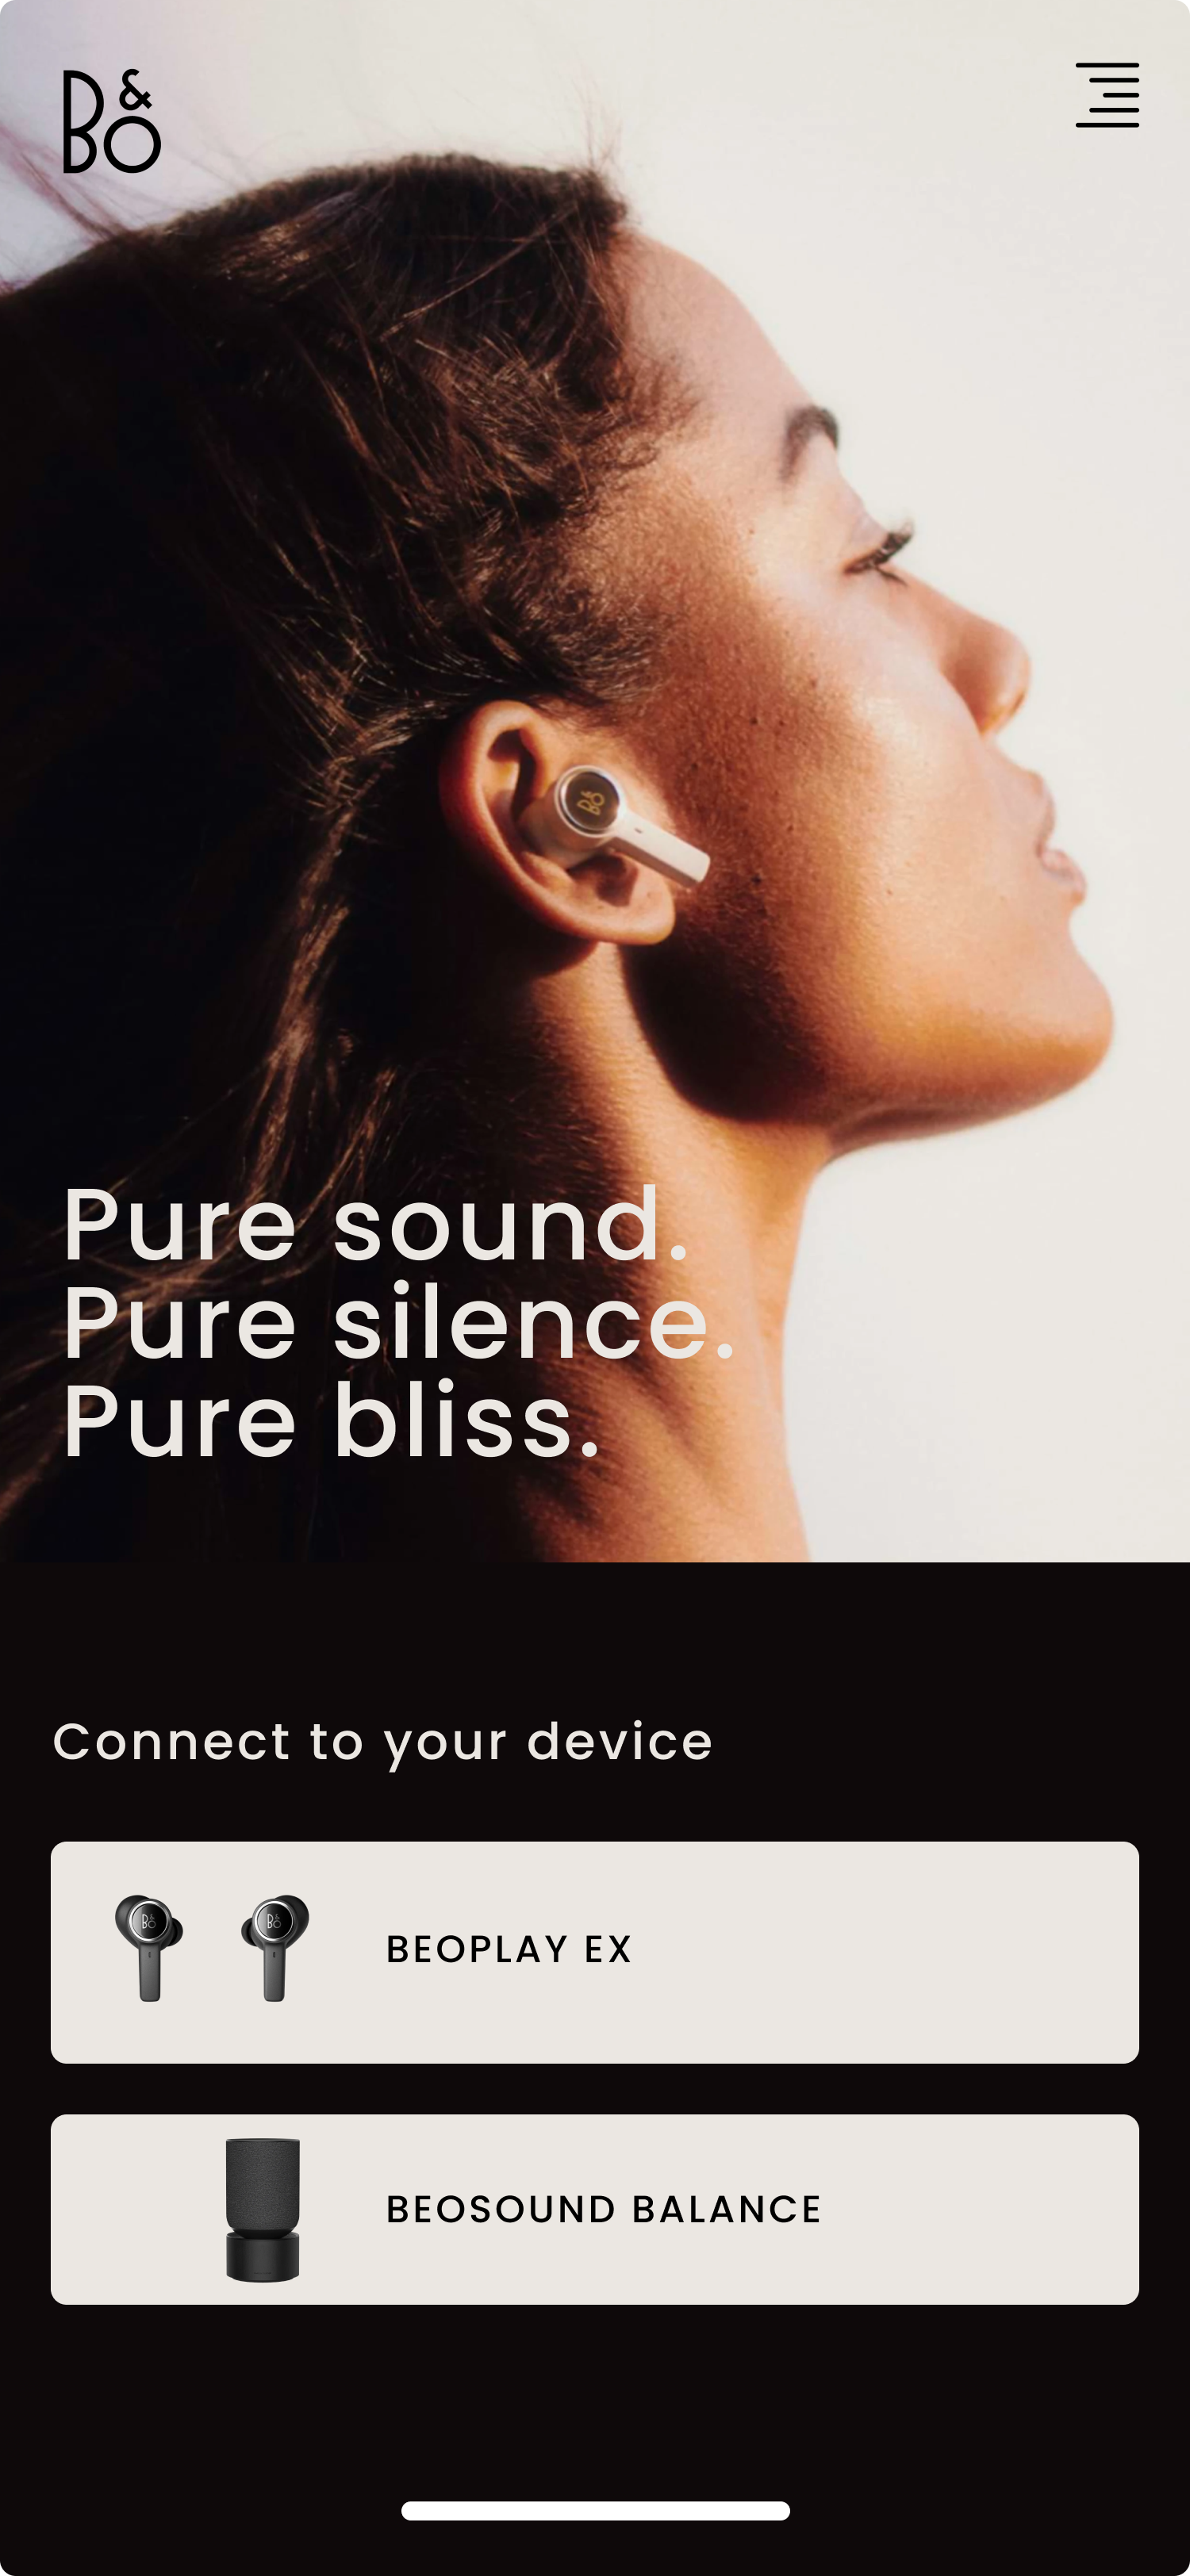 B&O
B&O
Pure sound.
Pure silence.
Pure bliss.
Connect to your device
B&O B&O BEOPLAY EX
BEOSOUND BALANCE